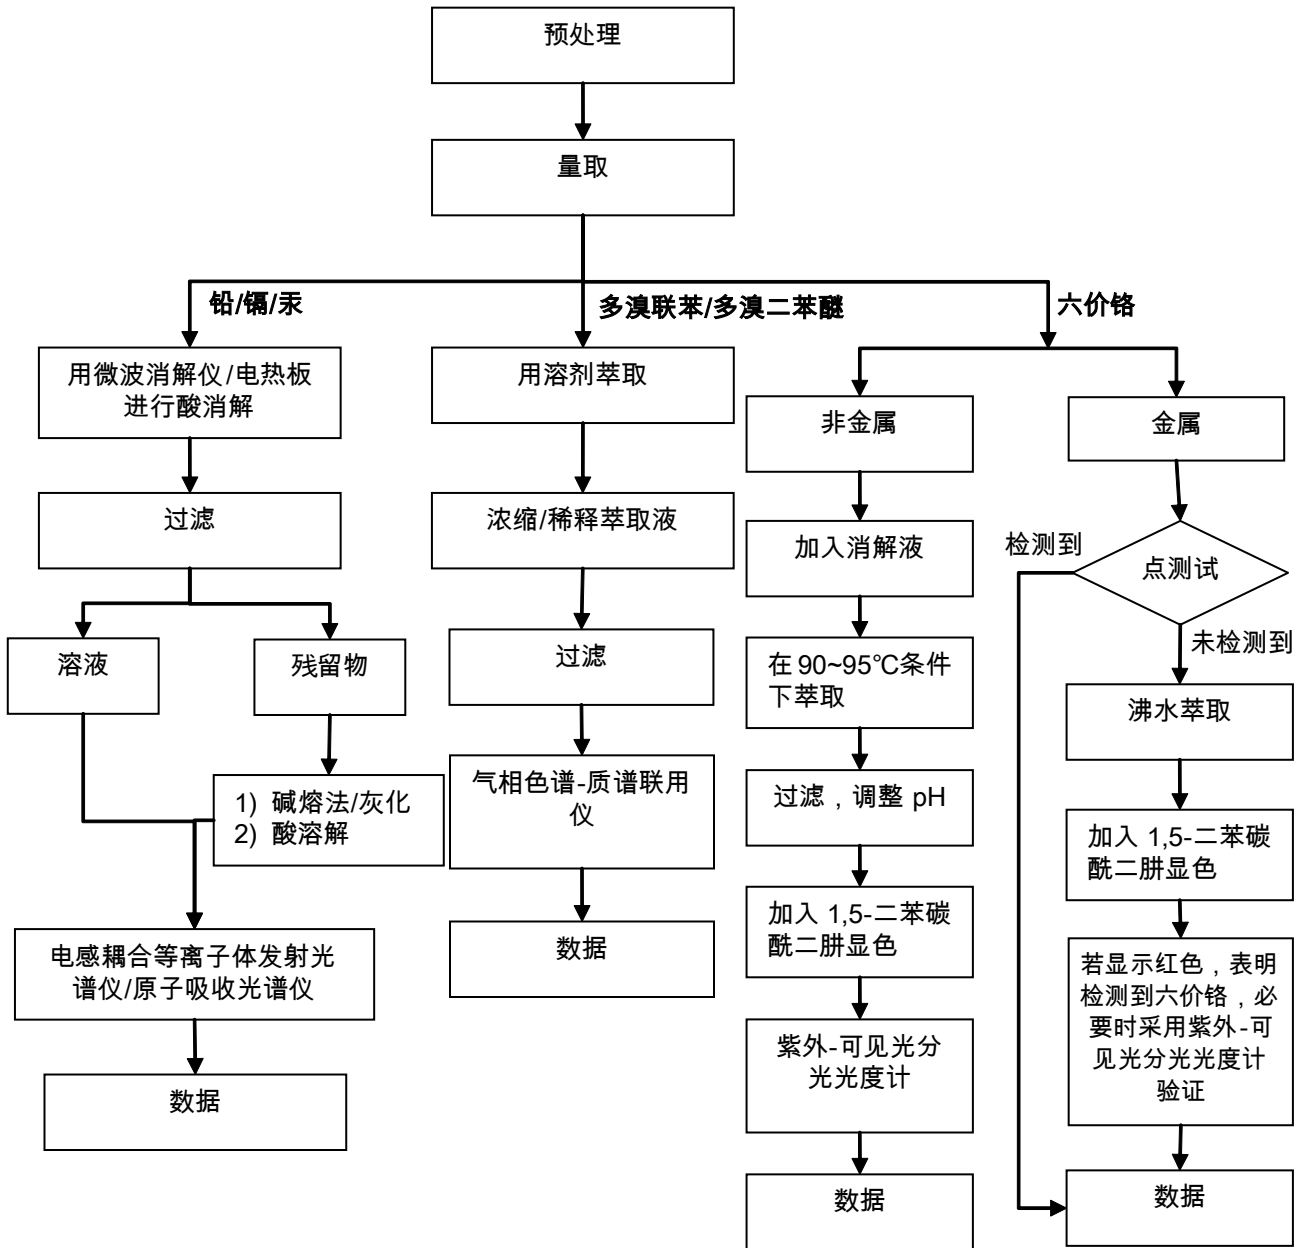 预处理
量取
铅/镉/汞
多溴联苯/多溴二苯醚
六价铬
用微波消解仪/电热板
进行酸消解
过滤
溶液
残留物
1) 碱熔法/灰化
2) 酸溶解
电感耦合等离子体发射光
谱仪/原子吸收光谱仪
数据
用溶剂萃取
浓缩/稀释萃取液
过滤
气相色谱-质谱联用
仪
数据
非金属
加入消解液
在 90~95℃条件
下萃取
过滤，调整 pH
加入 1,5-二苯碳
酰二肼显色
紫外-可见光分
光光度计
数据
金属
点测试
检测到
未检测到
沸水萃取
加入 1,5-二苯碳
酰二肼显色
若显示红色，表明
检测到六价铬，必
要时采用紫外-可
见光分光光度计
验证
数据